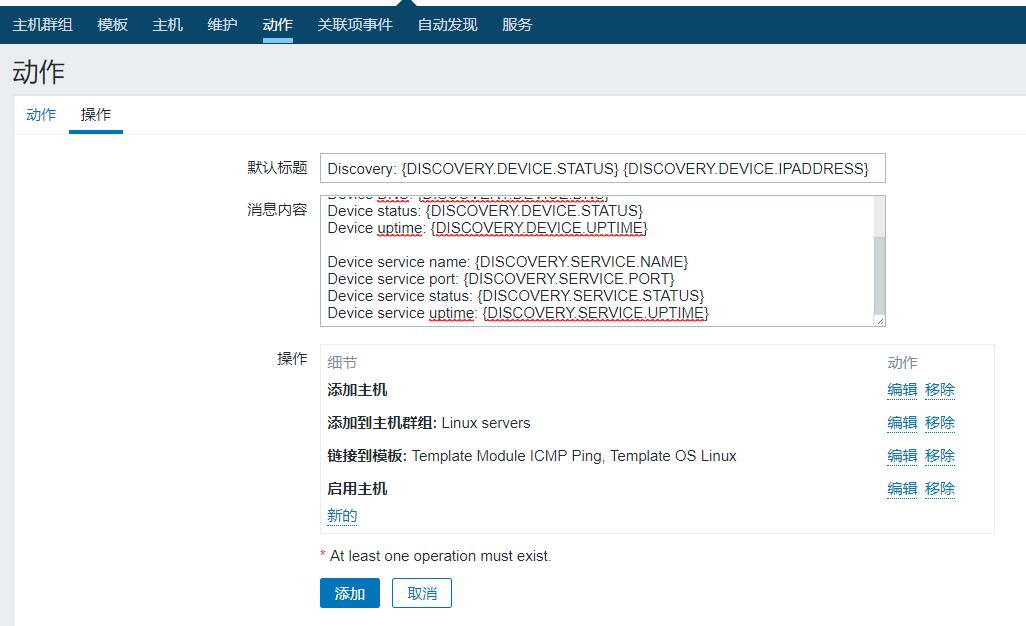 主机群组 模板 主机 维护 动作 关联项事件 自动发现 服务
动作
动作 操作
默认标题 Discovery: {DISCOVERY.DEVICE.STATUS} {DISCOVERY.DEVICE.IPADDRESS}
消息内容 Device DNS: {DISCOVERY.DEVICE.DNS}
Device status: {DISCOVERY.DEVICE.STATUS}
Device uptime: {DISCOVERY.DEVICE.UPTIME}
Device service name: {DISCOVERY.SERVICE.NAME}
Device service port: {DISCOVERY.SERVICE.PORT}
Device service status: {DISCOVERY.SERVICE.STATUS}
Device service uptime: {DISCOVERY.SERVICE.UPTIME}
操作 细节 动作
添加主机 编辑 移除
添加到主机群组: Linux servers 编辑 移除
链接到模板: Template Module ICMP Ping, Template OS Linux 编辑 移除
启用主机 编辑 移除
新的
* At least one operation must exist.
添加 取消